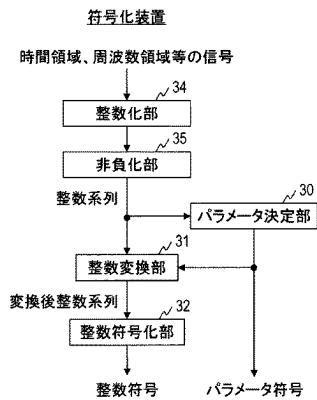 符号化装置
時間領域、周波数領域等の信号
34
整数化部
35
非負化部
整数系列
30
パラメータ決定部
31
整数変換部
変換後整数系列
32
整数符号化部
整数符号
パラメータ符号